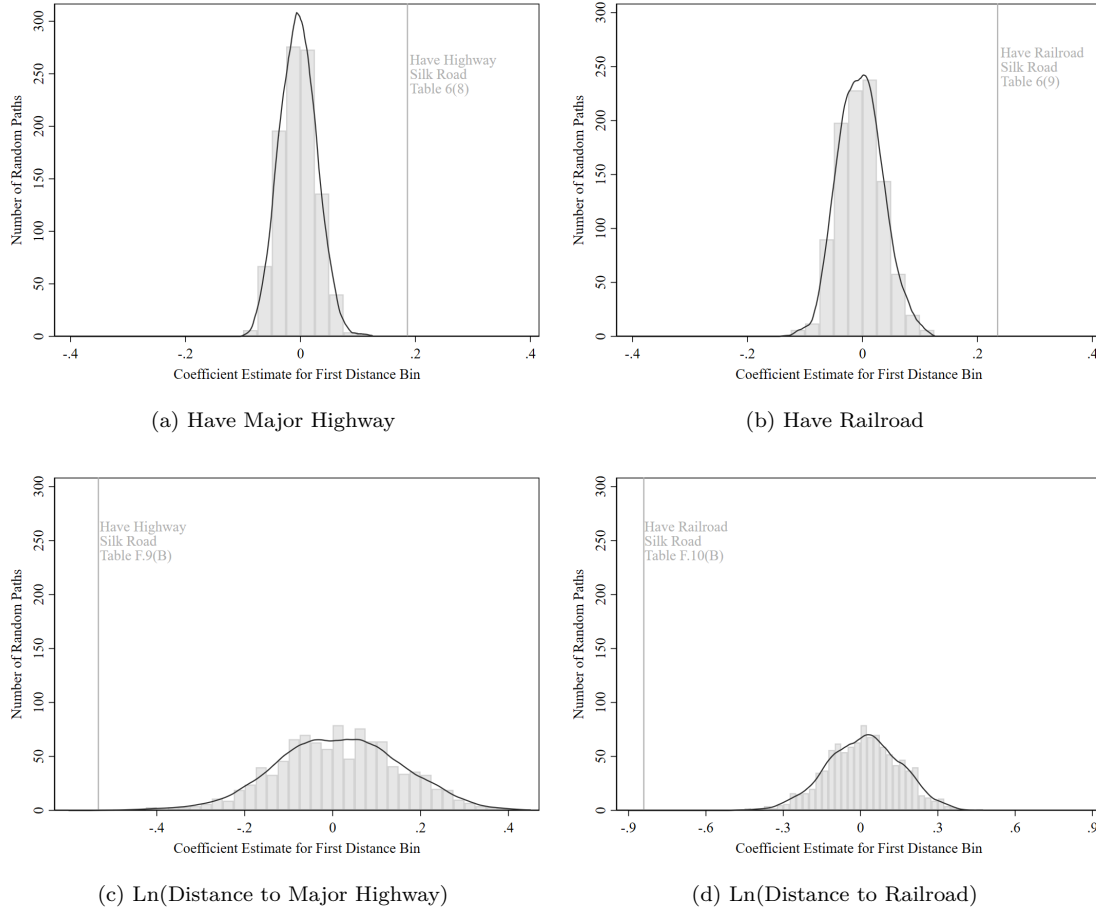 Number of Random Paths
300
250
200
150
100
50
0
Have Highway
Silk Road
Table 6(8)
-.4
-.2
0
.2
.4
Coefficient Estimate for First Distance Bin
(a) Have Major Highway
Number of Random Paths
300
250
200
150
100
50
0
Have Railroad
Silk Road
Table 6(9)
-.4
-.2
0
.2
.4
Coefficient Estimate for First Distance Bin
(b) Have Railroad
Number of Random Paths
300
250
200
150
100
50
0
Have Highway
Silk Road
Table F.9(B)
-.4
-.2
0
.2
.4
Coefficient Estimate for First Distance Bin
(c) Ln(Distance to Major Highway)
Number of Random Paths
300
250
200
150
100
50
0
Have Railroad
Silk Road
Table F.10(B)
-.9
-.6
-.3
0
.3
.6
.9
Coefficient Estimate for First Distance Bin
(d) Ln(Distance to Railroad)